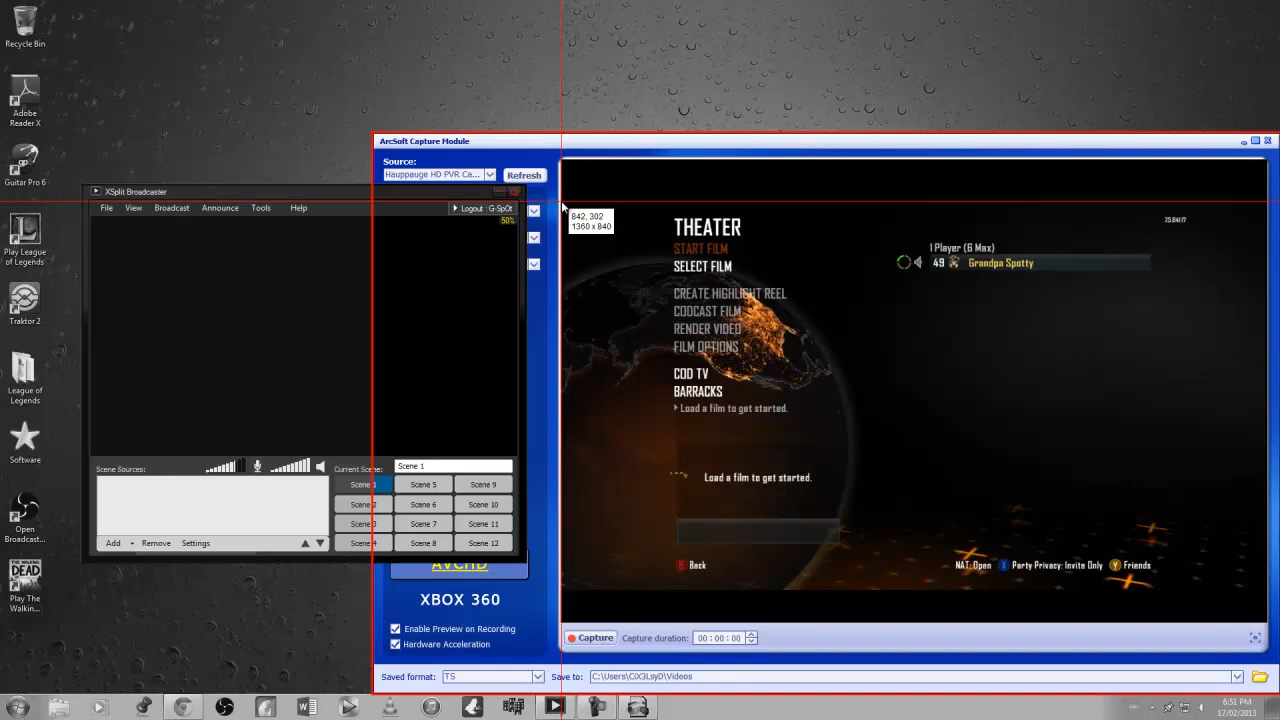 Recycle Bin
Adobe
Reader X
Guitar Pro 6
Play League
of Legends
Traktor 2
League of
Legends
Software
Open
Broadcast...
Play The
Walkin...
ArcSoft Capture Module
Source:
Hauppauge HD PVR Ca...
Refresh
XSplit Broadcaster
File View Broadcast Announce Tools Help
Logout : G-SpOt
50%
842, 302
1360 x 840
THEATER
START FILM
SELECT FILM
CREATE HIGHLIGHT REEL
CODCAST FILM
RENDER VIDEO
FILM OPTIONS
COD TV
BARRACKS
Load a film to get started.
1 Player (6 Max)
49 Grandpa Spotty
Load a film to get started.
B Back
NAT: Open X Party Privacy: Invite Only Y Friends
Scene Sources:
Current Scene:
Scene 1
Scene 1 Scene 5 Scene 9
Scene 2 Scene 6 Scene 10
Scene 3 Scene 7 Scene 11
Scene 4 Scene 8 Scene 12
Add Remove Settings
AVCHD
XBOX 360
Enable Preview on Recording
Hardware Acceleration
Capture
Capture duration: 00 : 00 : 00
Saved format: TS
Save to: C:\Users\CiX3LsyD\Videos
6:51 PM
17/02/2013